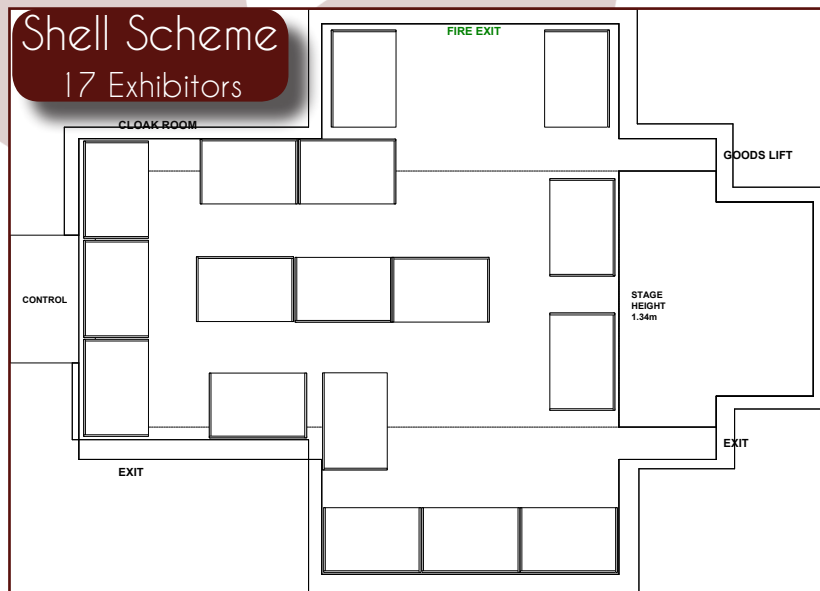 Shell Scheme
17 Exhibitors
FIRE EXIT
CLOAK ROOM
GOODS LIFT
CONTROL
STAGE
HEIGHT
1.34m
EXIT
EXIT